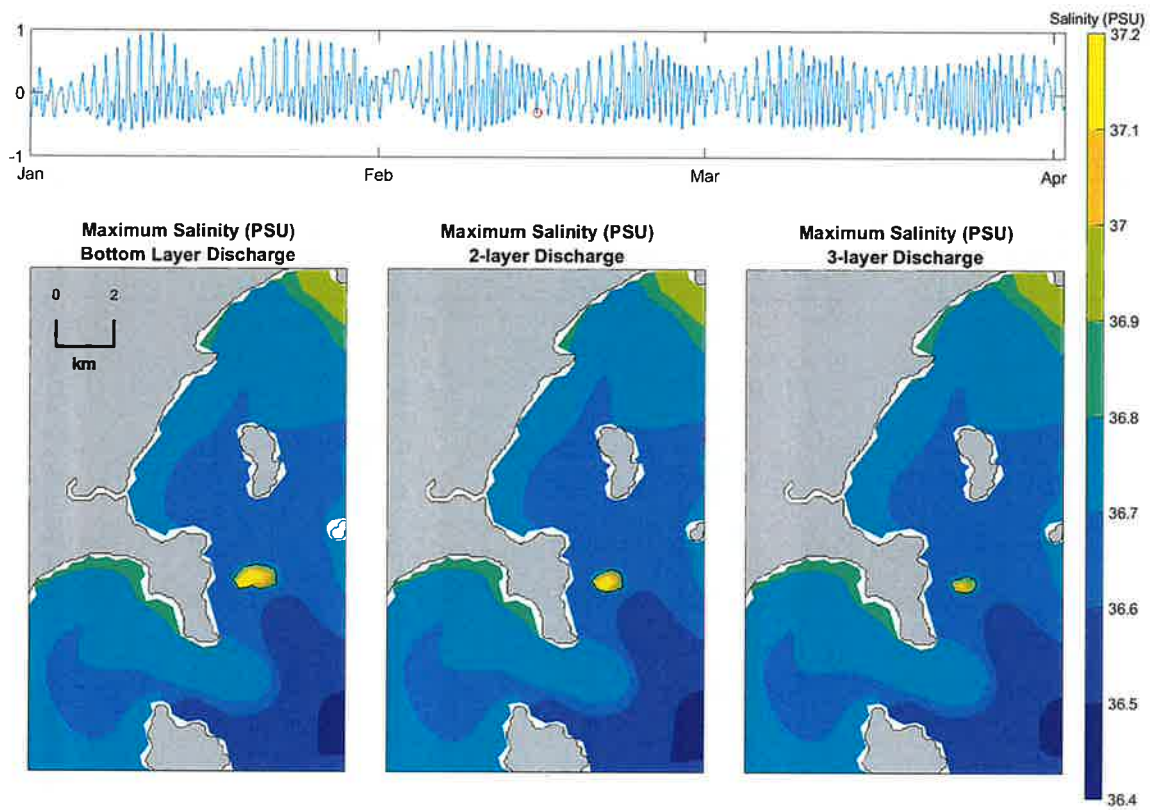 Salinity (PSU)
1
0
-1
Jan Feb Mar Apr
37.2
37.1
37
36.9
36.8
36.7
36.6
36.5
36.4
Maximum Salinity (PSU)
Bottom Layer Discharge
0 2
km
Maximum Salinity (PSU)
2-layer Discharge
Maximum Salinity (PSU)
3-layer Discharge